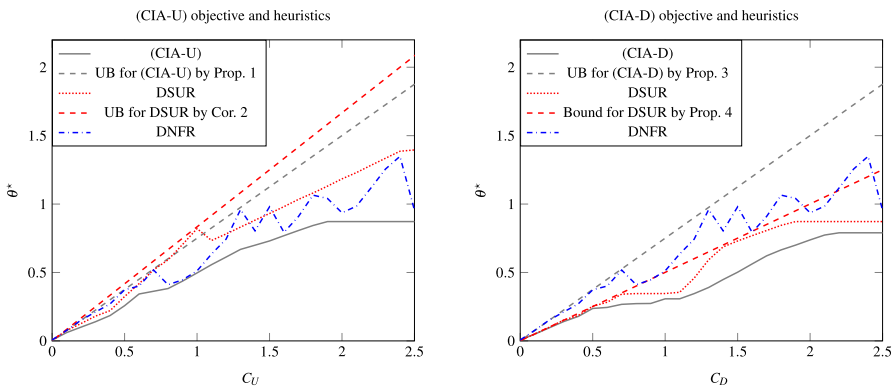 (CIA-U) objective and heuristics
2
1.5
1
0.5
0
θ*
(CIA-U)
UB for (CIA-U) by Prop. 1
DSUR
UB for DSUR by Cor. 2
DNFR
0 0.5 1 1.5 2 2.5
C_U
(CIA-D) objective and heuristics
2
1.5
1
0.5
0
θ*
(CIA-D)
UB for (CIA-D) by Prop. 3
DSUR
Bound for DSUR by Prop. 4
DNFR
0 0.5 1 1.5 2 2.5
C_D